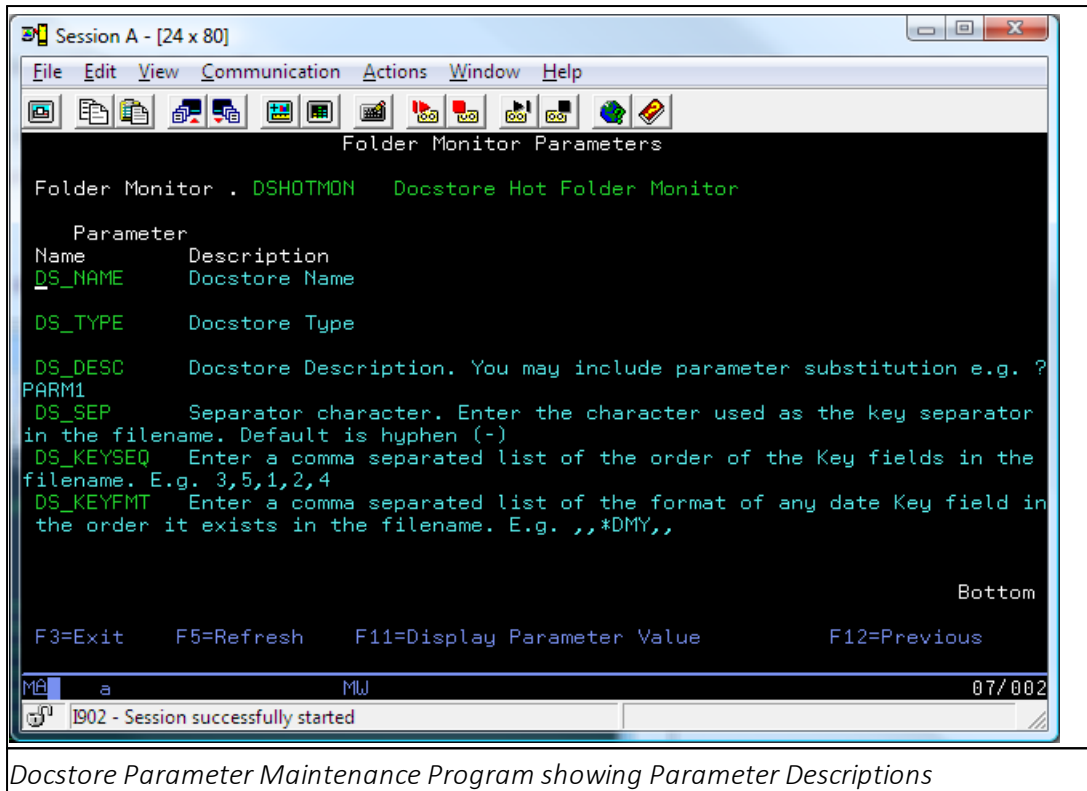 Session A - [24 x 80]
File Edit View Communication Actions Window Help
Folder Monitor Parameters
Folder Monitor . DSHOTMON Docstore Hot Folder Monitor
Parameter
Name Description
DS_NAME Docstore Name
DS_TYPE Docstore Type
DS_DESC Docstore Description. You may include parameter substitution e.g. ?
PARM1
DS_SEP Separator character. Enter the character used as the key separator
in the filename. Default is hyphen (-)
DS_KEYSEQ Enter a comma separated list of the order of the Key fields in the
filename. E.g. 3,5,1,2,4
DS_KEYFMT Enter a comma separated list of the format of any date Key field in
the order it exists in the filename. E.g. ,,*DMY,,
Bottom
F3=Exit F5=Refresh F11=Display Parameter Value F12=Previous
MA a MW 07/002
I902 - Session successfully started
Docstore Parameter Maintenance Program showing Parameter Descriptions